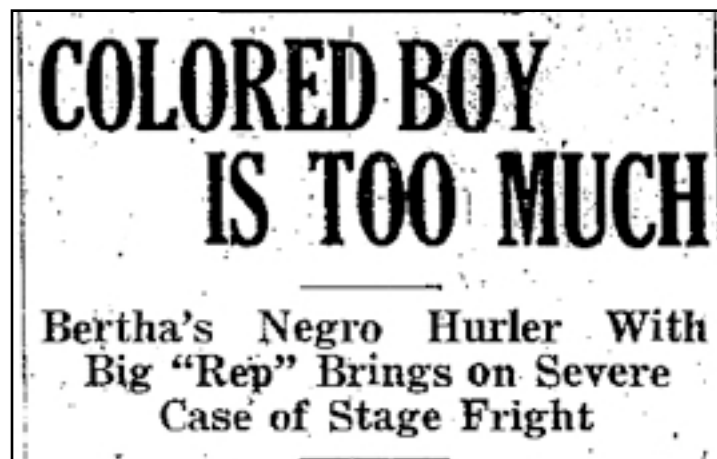 COLORED BOY
IS TOO MUCH
Bertha's Negro Hurler With
Big "Rep" Brings on Severe
Case of Stage Fright